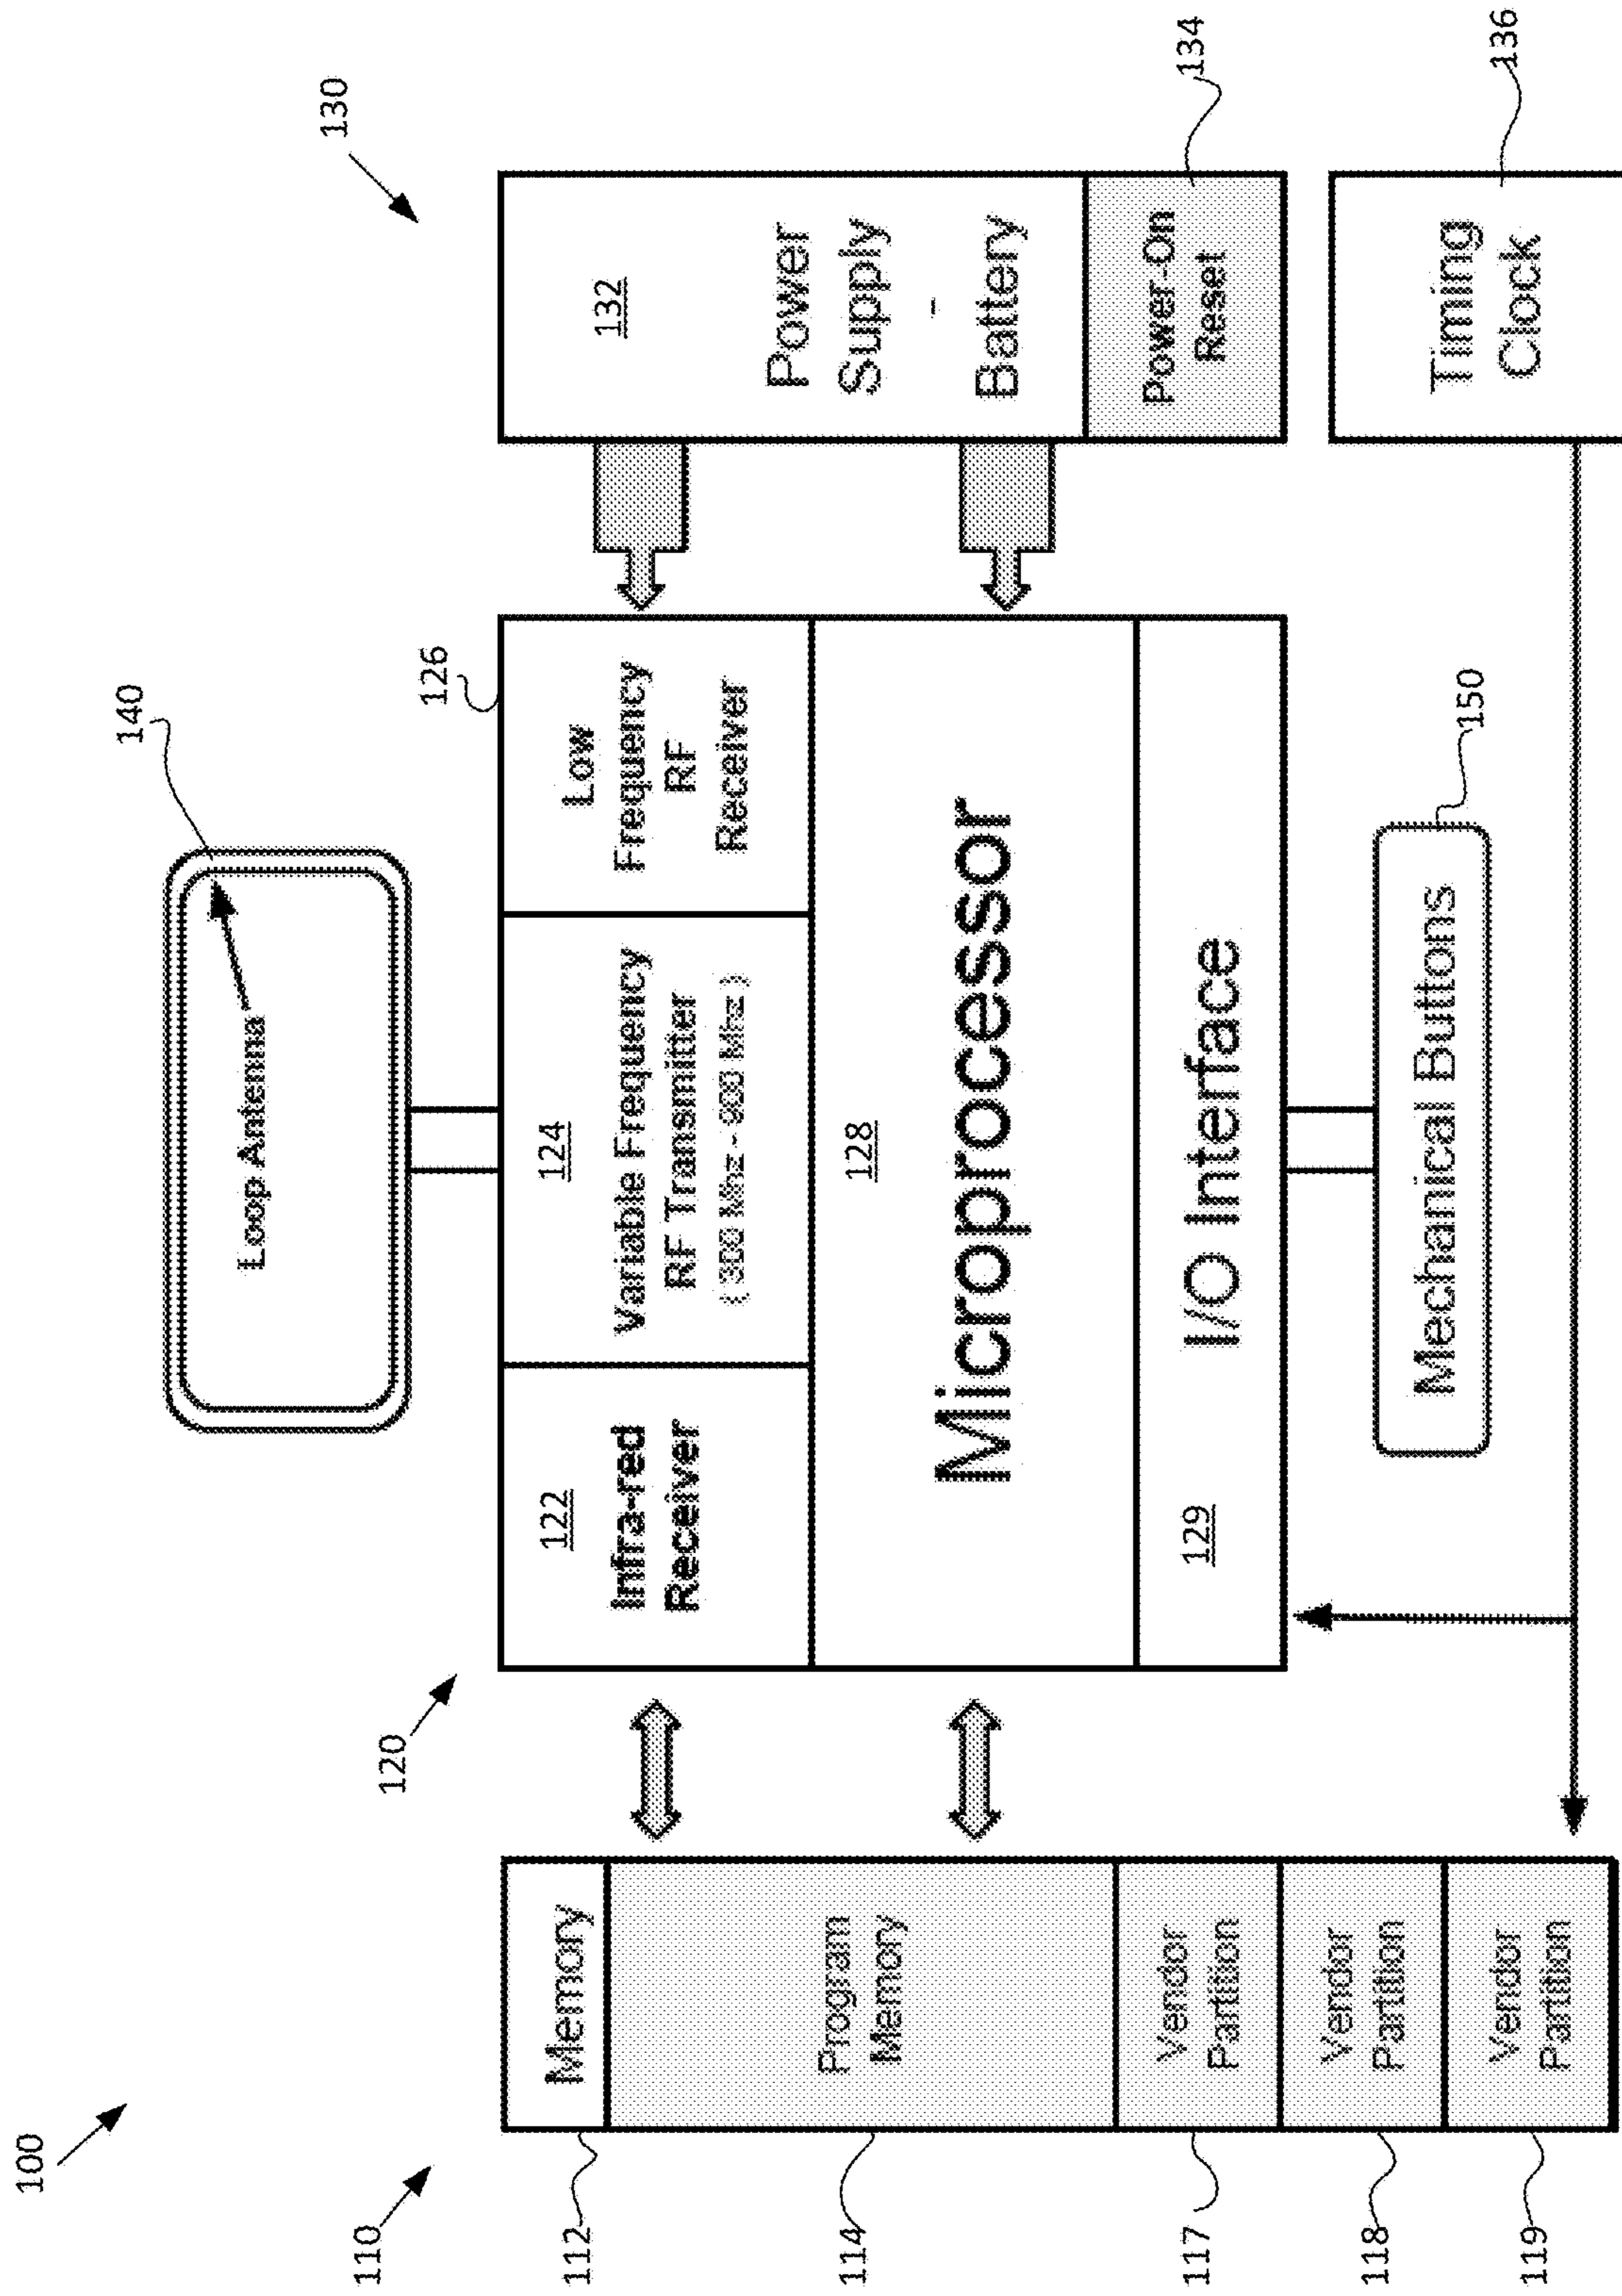 100
110
120
130
140
Loop Antenna
126
112
Memory
114
Program
Memory
117
Vendor
Partition
118
Vendor
Partition
119
Vendor
Partition
122
Infra-red
Receiver
124
Variable Frequency
RF Transmitter
( 300 Mhz - 900 Mhz )
Low
Frequency
RF
Receiver
128
Microprocessor
129
I/O Interface
Mechanical Buttons
150
132
Power
Supply
-
Battery
Power-On
Reset
134
Timing
Clock
136